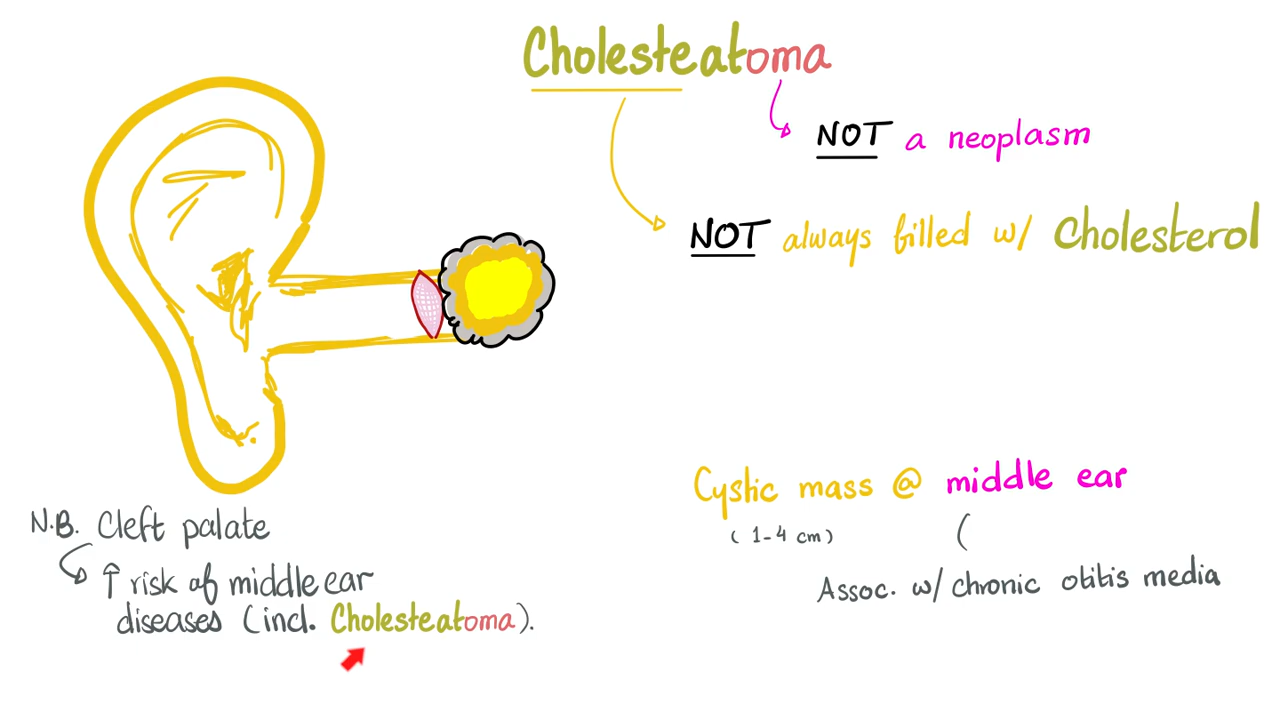 Cholesteatoma
NOT a neoplasm
NOT always filled w/ Cholesterol
Cystic mass @ middle ear
(1-4 cm)
Assoc. w/ chronic otitis media
N.B. Cleft palate
↑ risk of middle ear
diseases (incl. Cholesteatoma).